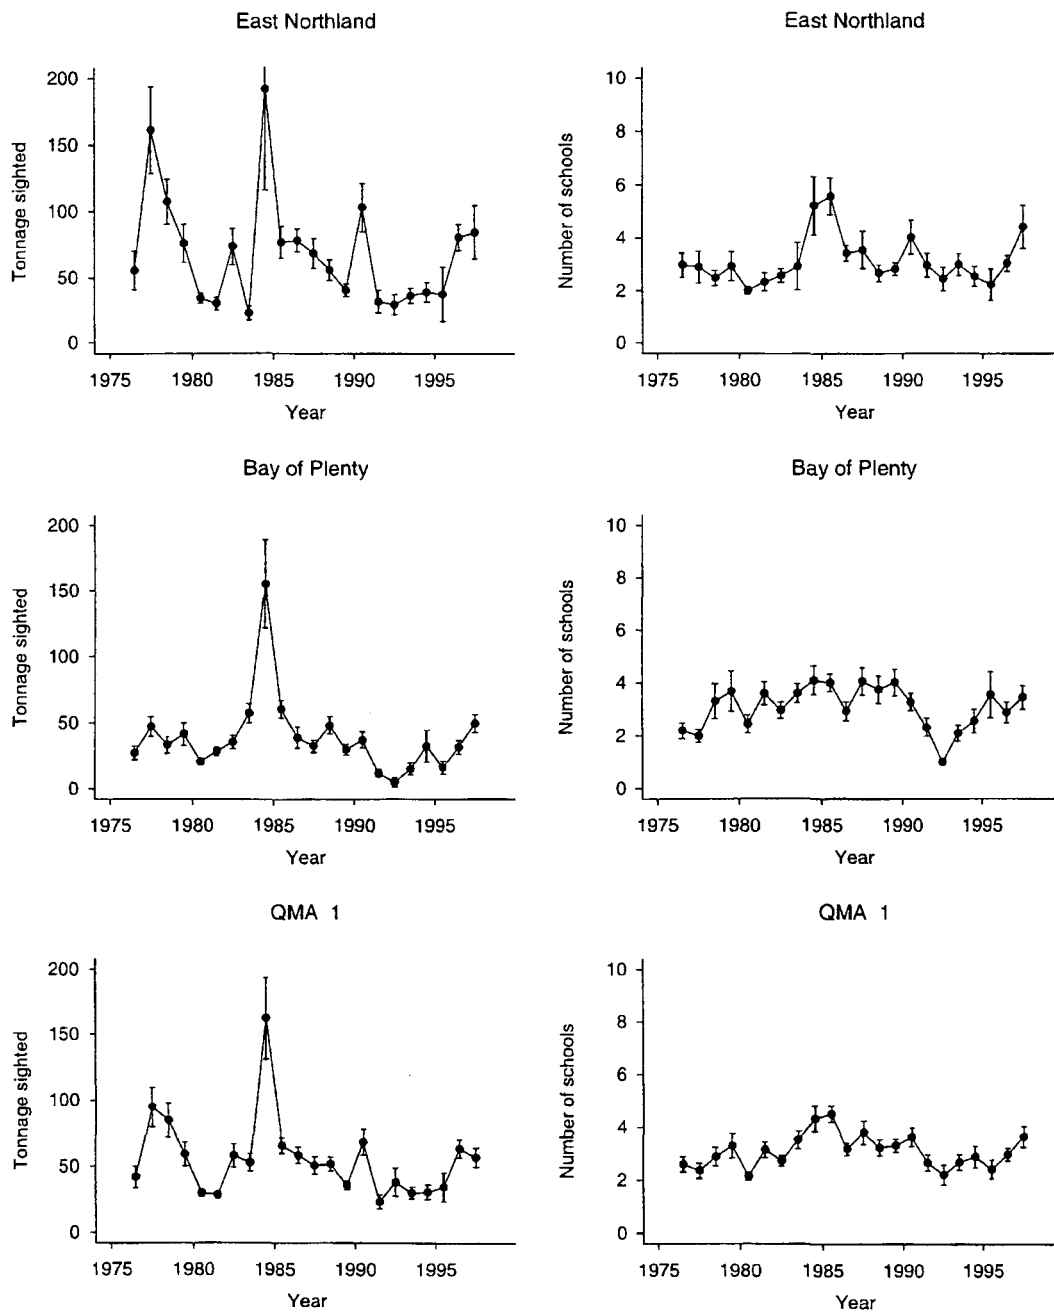 East Northland
East Northland
Tonnage sighted
200
150
100
50
0
1975 1980 1985 1990 1995
Year
Number of schools
10
8
6
4
2
0
1975 1980 1985 1990 1995
Year
Bay of Plenty
Bay of Plenty
Tonnage sighted
200
150
100
50
0
1975 1980 1985 1990 1995
Year
Number of schools
10
8
6
4
2
0
1975 1980 1985 1990 1995
Year
QMA 1
QMA 1
Tonnage sighted
200
150
100
50
0
1975 1980 1985 1990 1995
Year
Number of schools
10
8
6
4
2
0
1975 1980 1985 1990 1995
Year